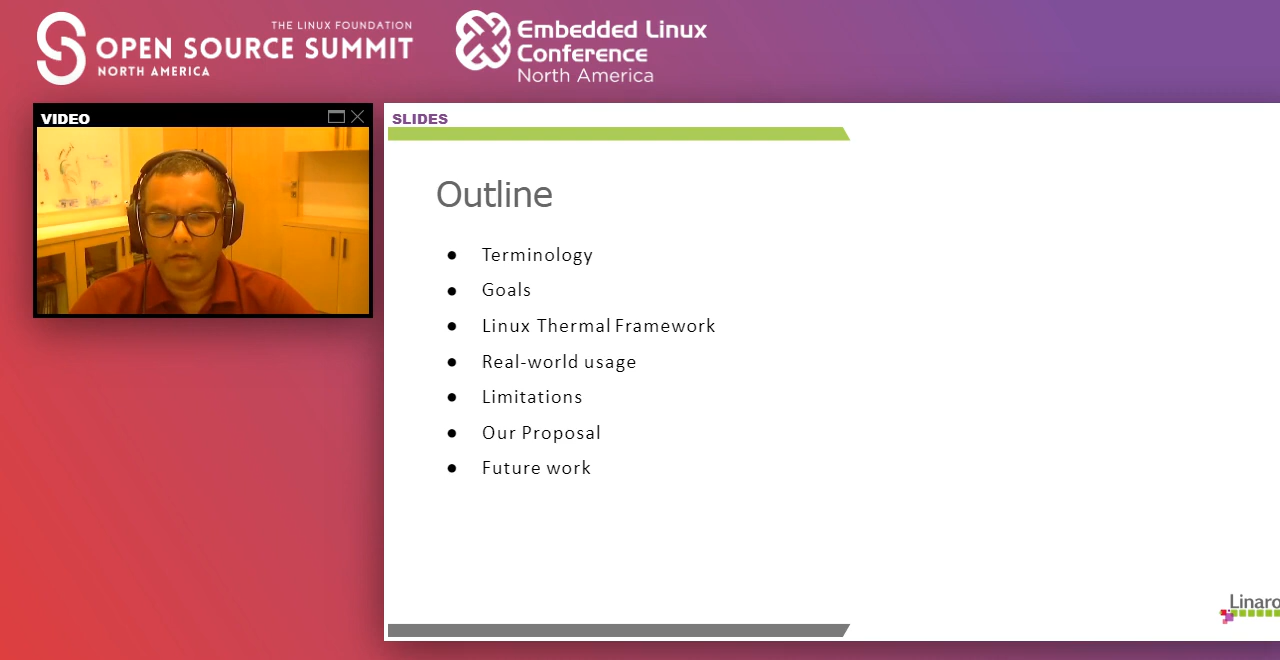 THE LINUX FOUNDATION
OPEN SOURCE SUMMIT
NORTH AMERICA
Embedded Linux
Conference
North America
VIDEO
SLIDES
Outline
● Terminology
● Goals
● Linux Thermal Framework
● Real-world usage
● Limitations
● Our Proposal
● Future work
Linaro